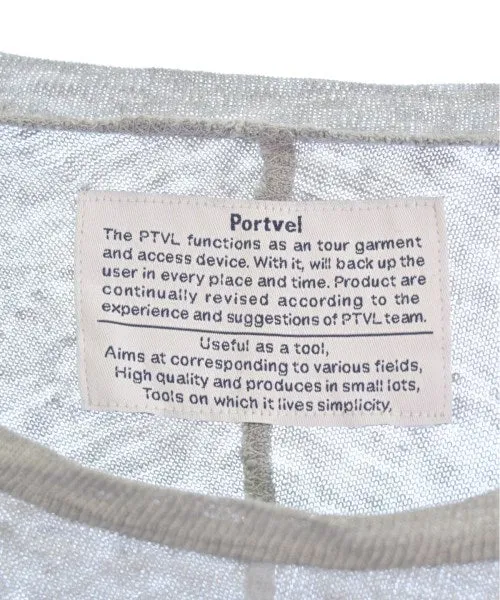 Portvel
The PTVL functions as an tour garment
and access device. With it, will back up the
user in every place and time. Product are
continually revised according to the
experience and suggestions of PTVL team.
Useful as a tool,
Aims at corresponding to various fields,
High quality and produces in small lots,
Tools on which it lives simplicity,